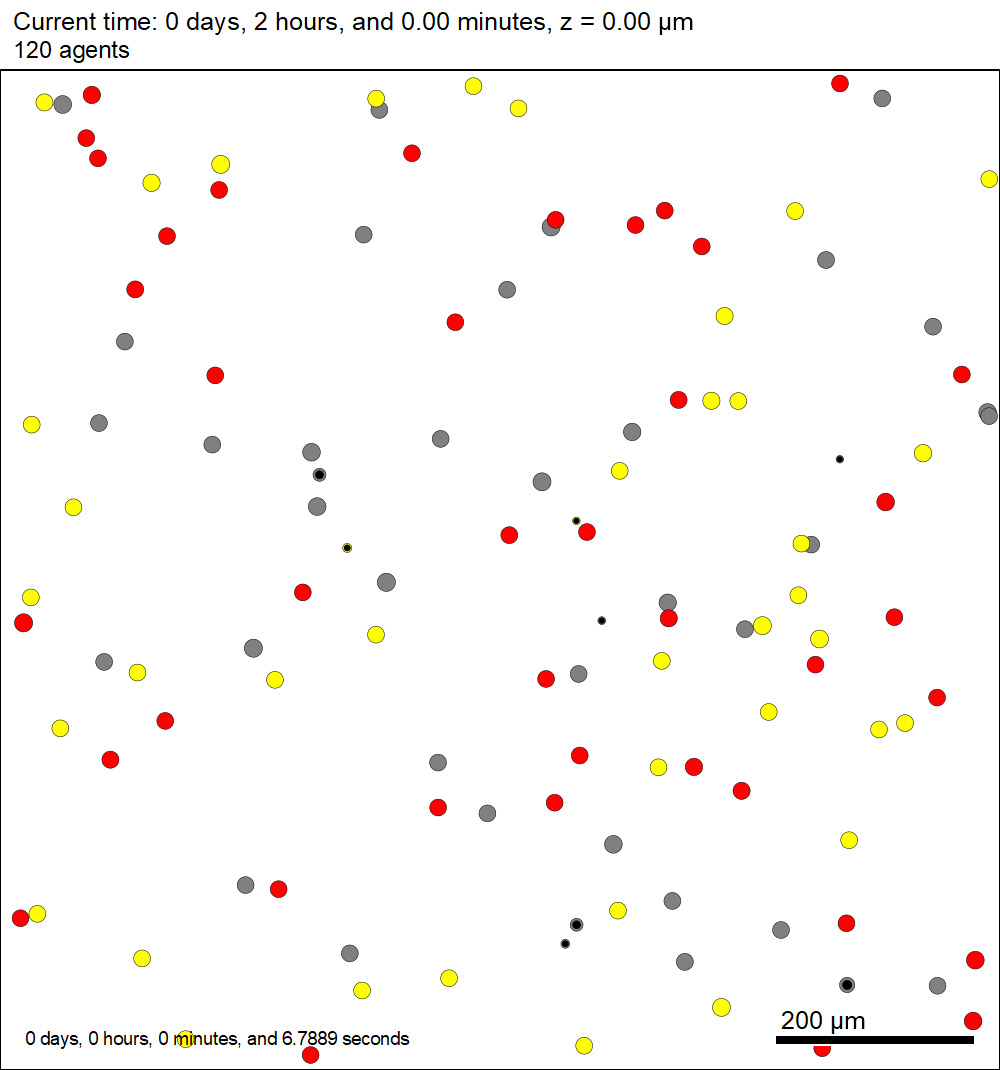 Current time: 0 days, 2 hours, and 0.00 minutes, z = 0.00 µm
120 agents
200 µm
0 days, 0 hours, 0 minutes, and 6.7889 seconds